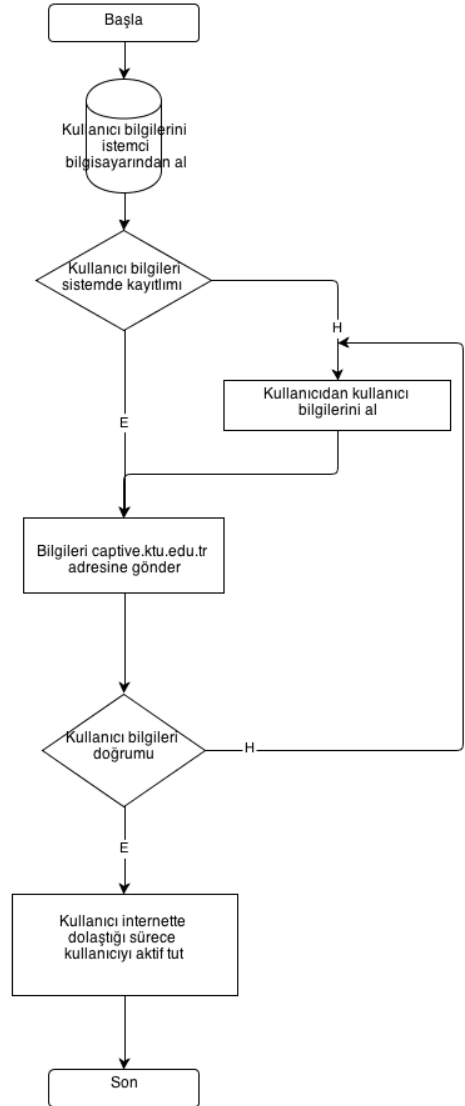 Başla
Kullanıcı bilgilerini
istemci
bilgisayarından al
Kullanıcı bilgileri
sistemde kayıtlımı
H
Kullanıcıdan kullanıcı
bilgilerini al
E
Bilgileri captive.ktu.edu.tr
adresine gönder
Kullanıcı bilgileri
doğrumu
H
E
Kullanıcı internette
dolaştığı sürece
kullanıcıyı aktif tut
Son